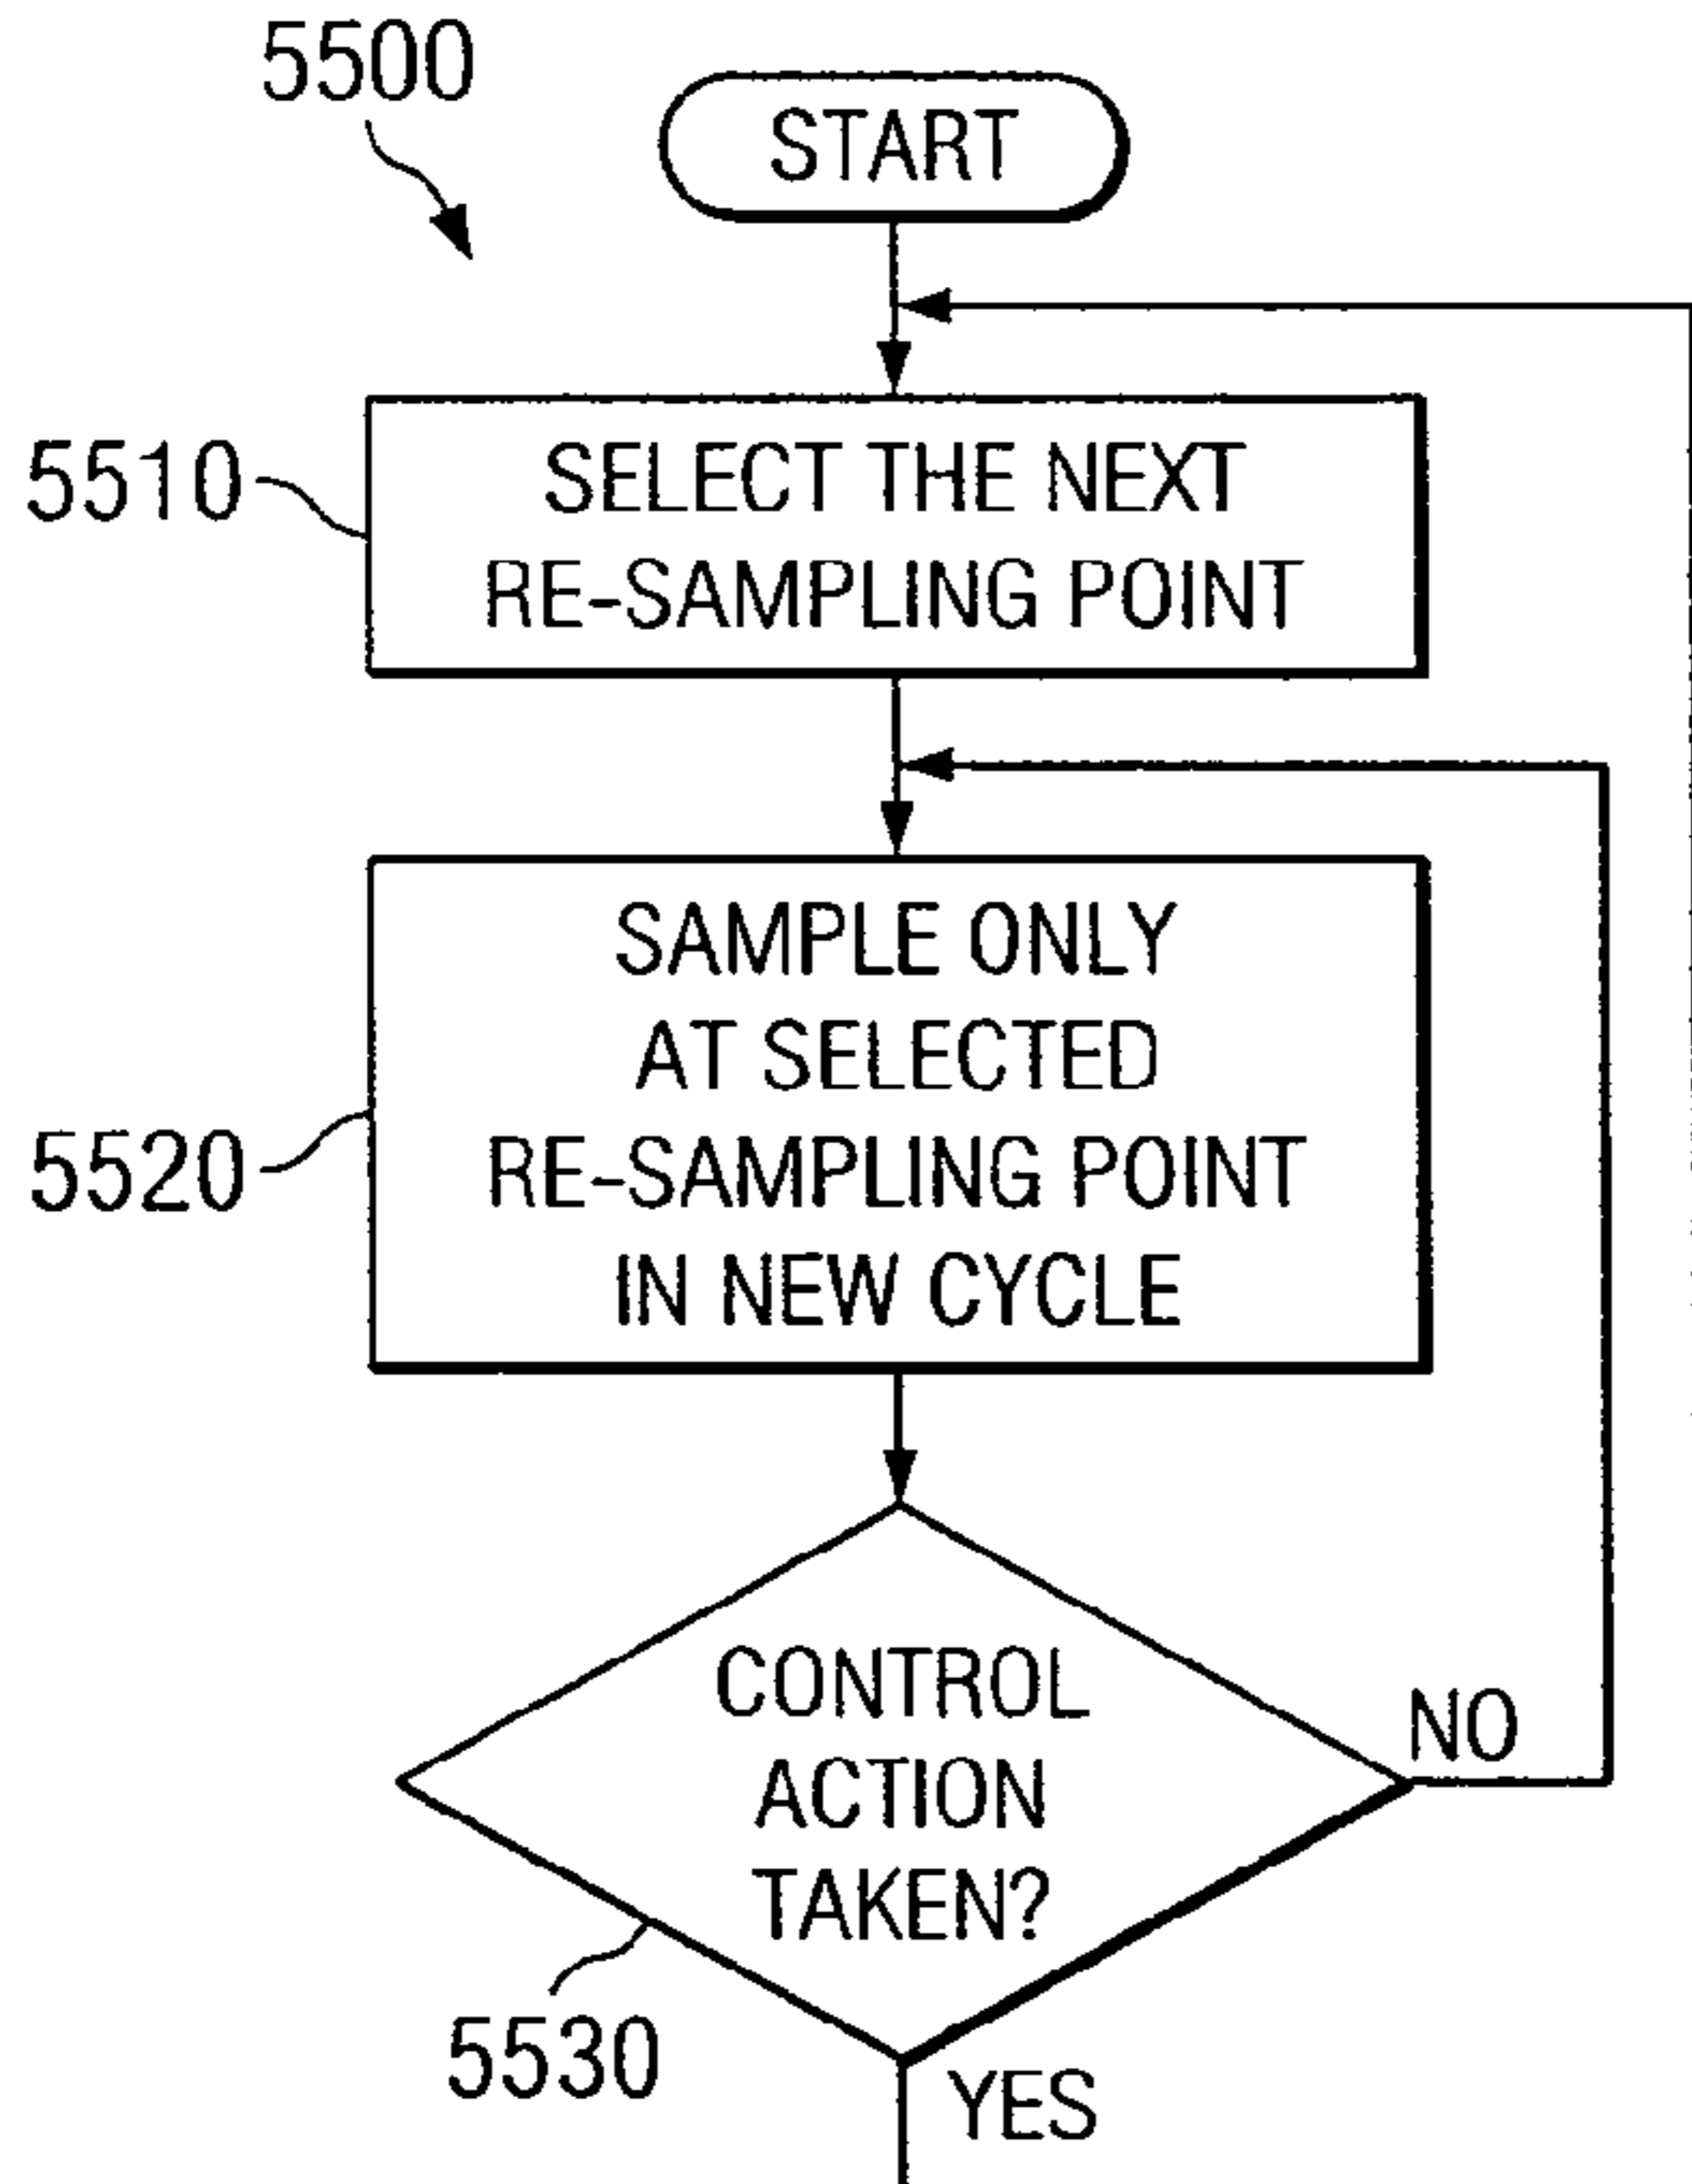 5500
START
5510
SELECT THE NEXT
RE-SAMPLING POINT
5520
SAMPLE ONLY
AT SELECTED
RE-SAMPLING POINT
IN NEW CYCLE
CONTROL
ACTION
TAKEN?
NO
5530
YES